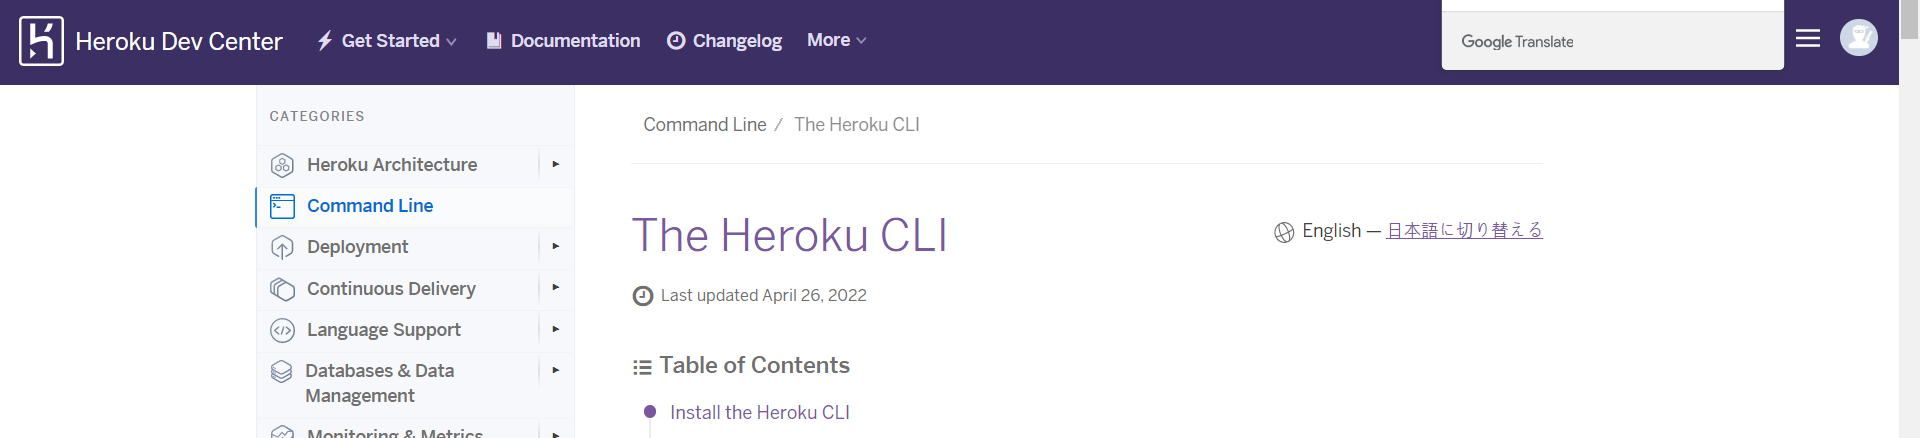 Heroku Dev Center
Get Started
Documentation
Changelog
More
Google Translate
CATEGORIES
Heroku Architecture
Command Line
Deployment
Continuous Delivery
Language Support
Databases & Data
Management
Monitoring & Metrics
Command Line / The Heroku CLI
The Heroku CLI
English — 日本語に切り替える
Last updated April 26, 2022
Table of Contents
Install the Heroku CLI